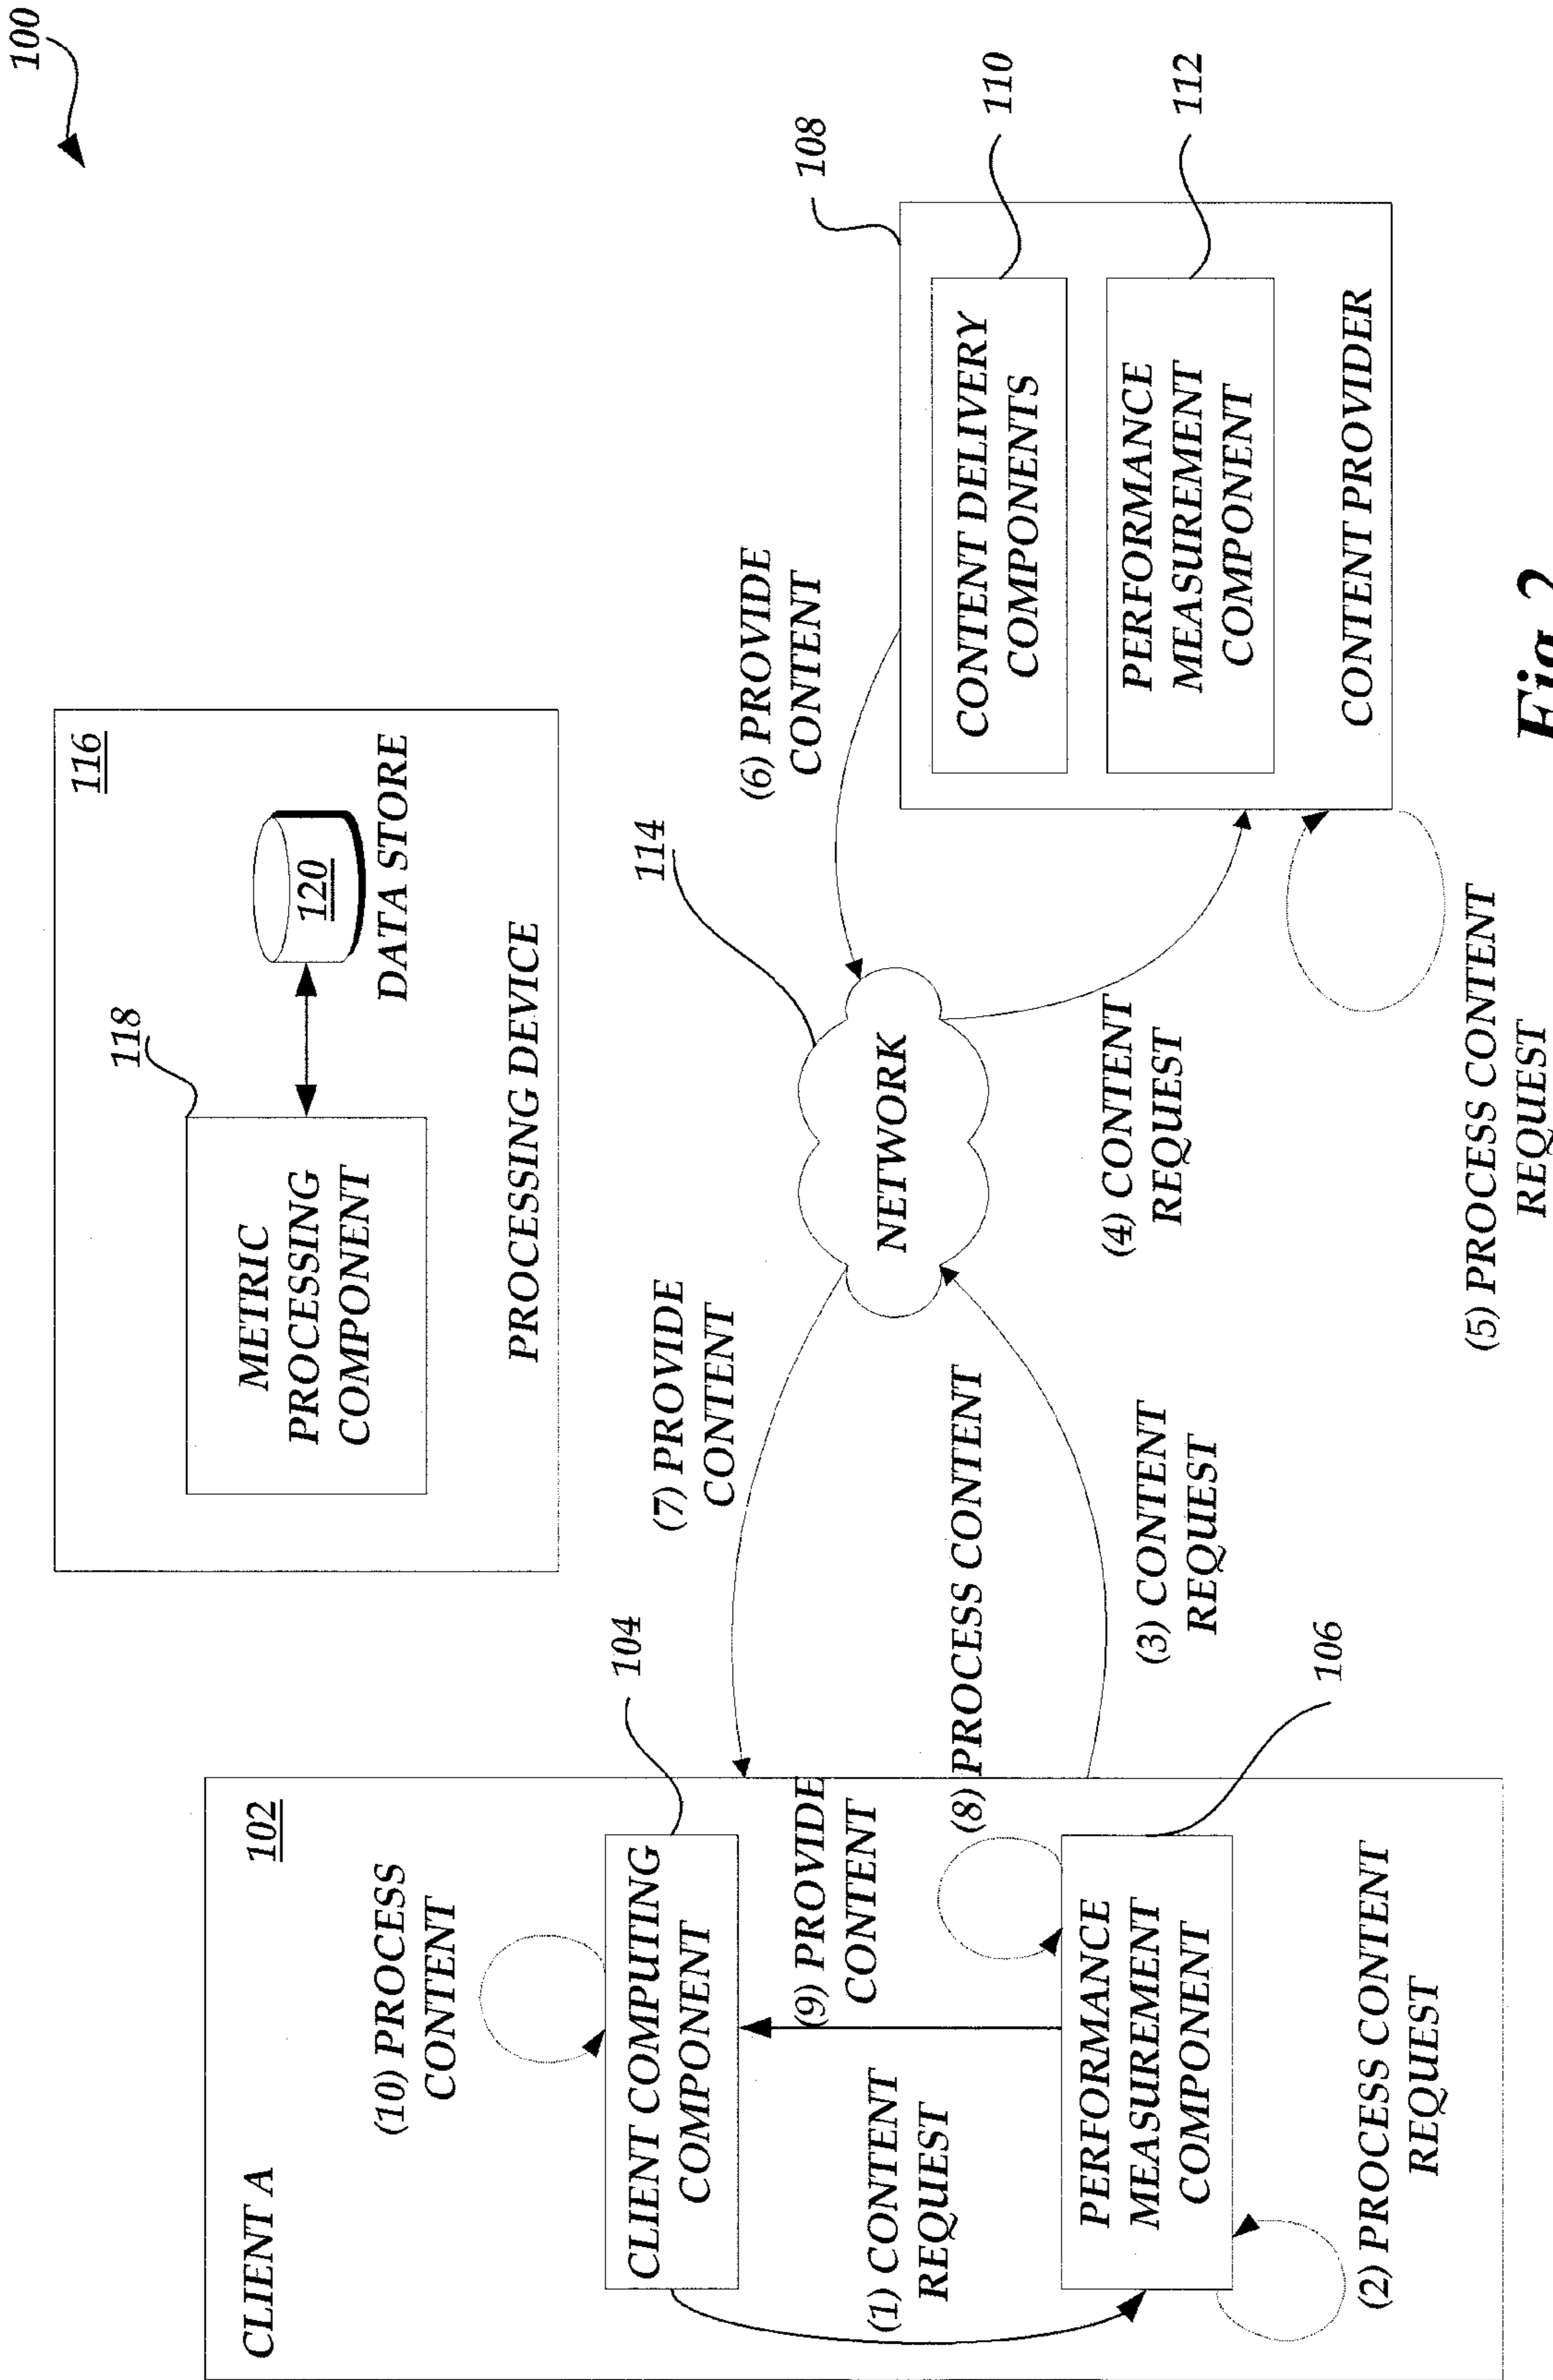 100
CLIENT A
102
(10) PROCESS
CONTENT
CLIENT COMPUTING
COMPONENT
104
(1) CONTENT
REQUEST
(9) PROVIDE
CONTENT
(8) PROCESS CONTENT
PERFORMANCE
MEASUREMENT
COMPONENT
106
(2) PROCESS CONTENT
REQUEST
116
118
METRIC
PROCESSING
COMPONENT
120
DATA STORE
PROCESSING DEVICE
(7) PROVIDE
CONTENT
(3) CONTENT
REQUEST
NETWORK
114
(6) PROVIDE
CONTENT
(4) CONTENT
REQUEST
(5) PROCESS CONTENT
REQUEST
108
CONTENT DELIVERY
COMPONENTS
110
PERFORMANCE
MEASUREMENT
COMPONENT
112
CONTENT PROVIDER
Fig.2.